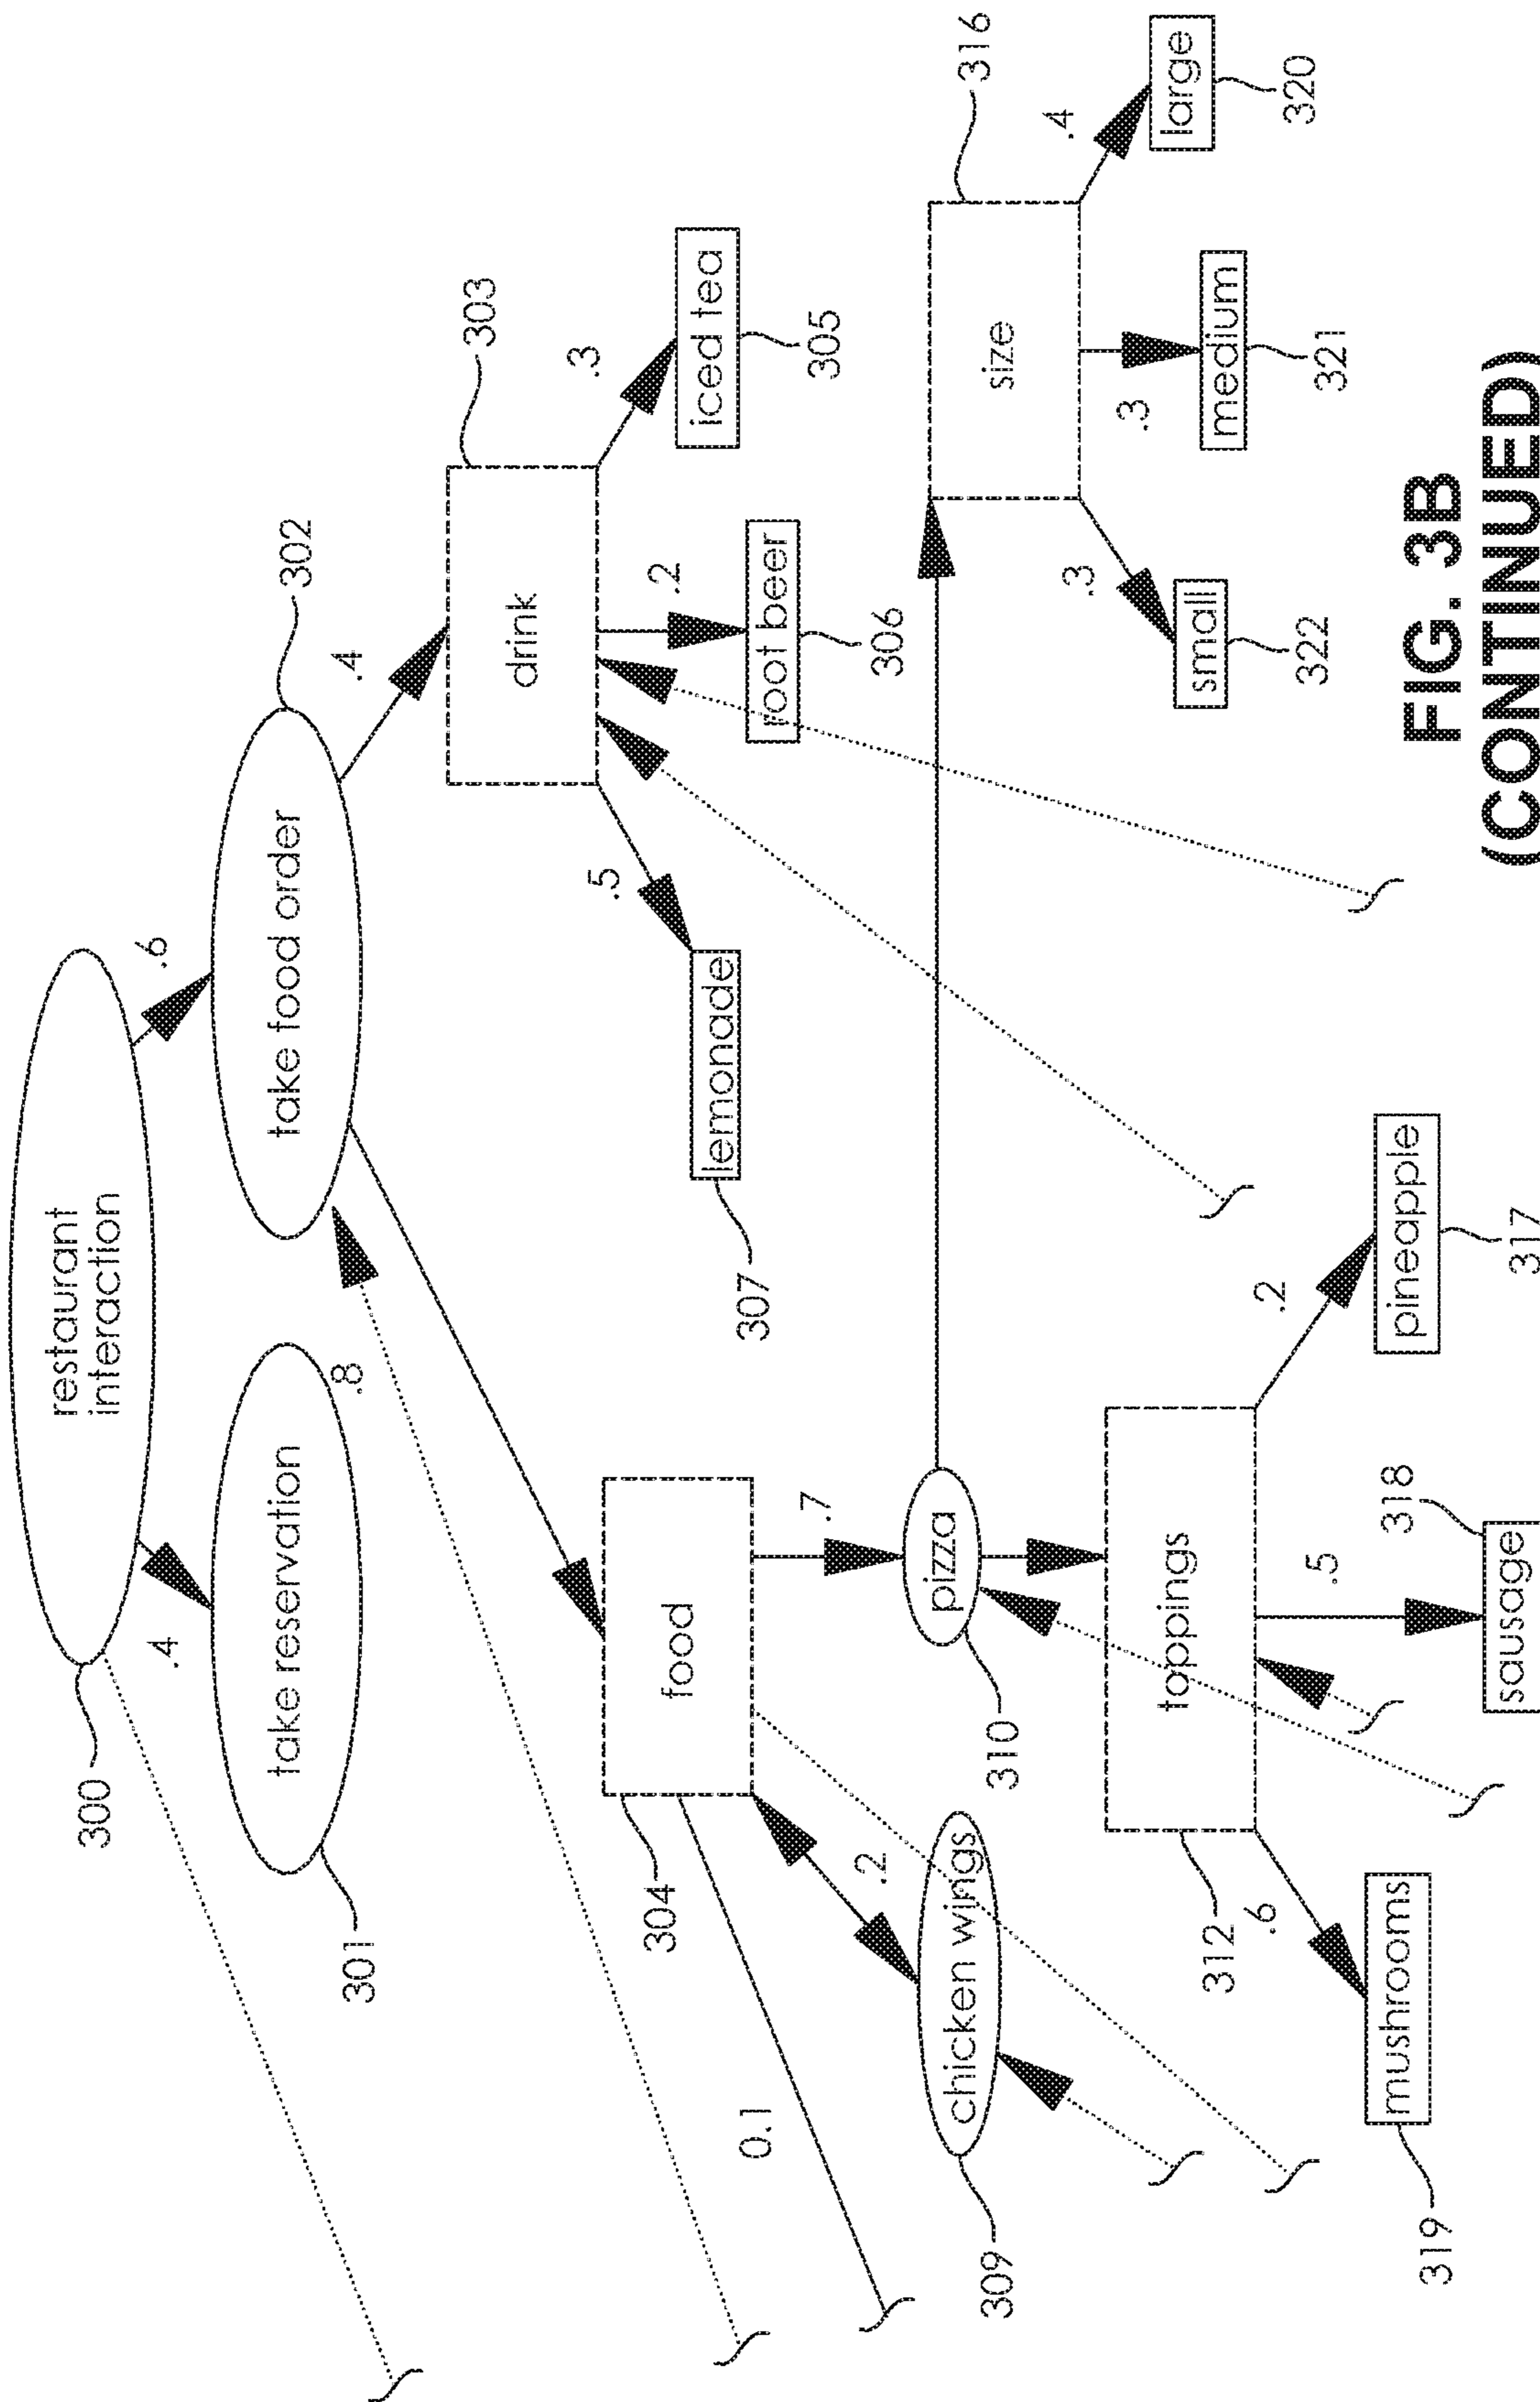 restaurant
interaction
300
.4
.6
take reservation
301
.8
take food order
302
.4
drink
303
.5
.2
.3
lemonade
307
root beer
306
iced tea
305
food
304
0.1
.2
.7
chicken wings
309
pizza
310
toppings
312
.6
.5
.2
mushrooms
319
sausage
318
pineapple
317
size
316
.3
.3
.4
small
322
medium
321
large
320
FIG. 3B
(CONTINUED)